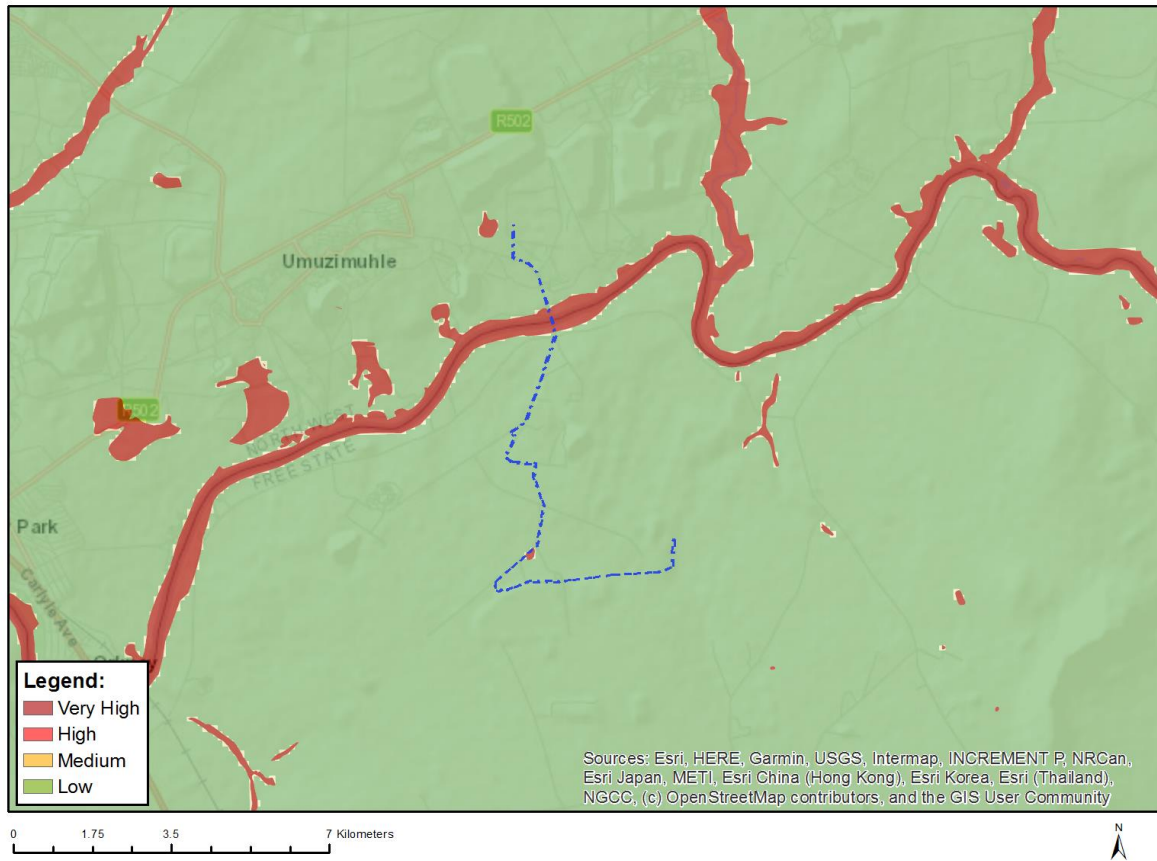 R502
Umuzimuhle
R502
NORTH WEST
FREE STATE
Park
Carlyle Ave
Legend:
Very High
High
Medium
Low
Sources: Esri, HERE, Garmin, USGS, Intermap, INCREMENT P, NRCan,
Esri Japan, METI, Esri China (Hong Kong), Esri Korea, Esri (Thailand),
NGCC, (c) OpenStreetMap contributors, and the GIS User Community
0 1.75 3.5 7 Kilometers
N